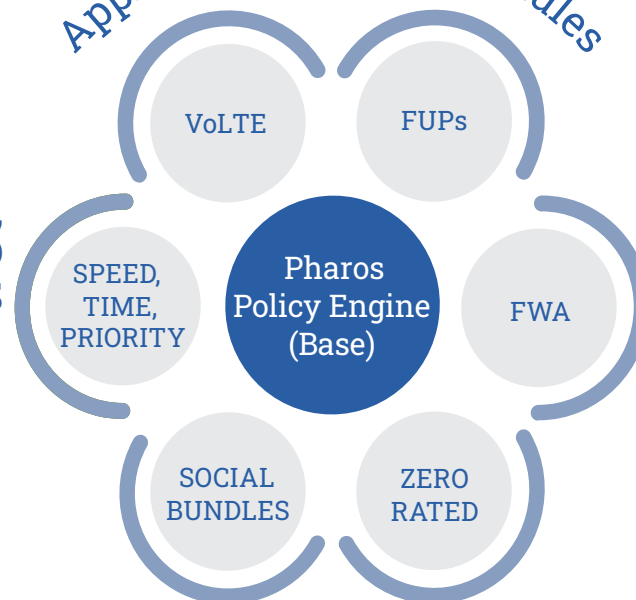 VoLTE
FUPs
SPEED,
TIME,
PRIORITY
Pharos
Policy Engine
(Base)
FWA
SOCIAL
BUNDLES
ZERO
RATED